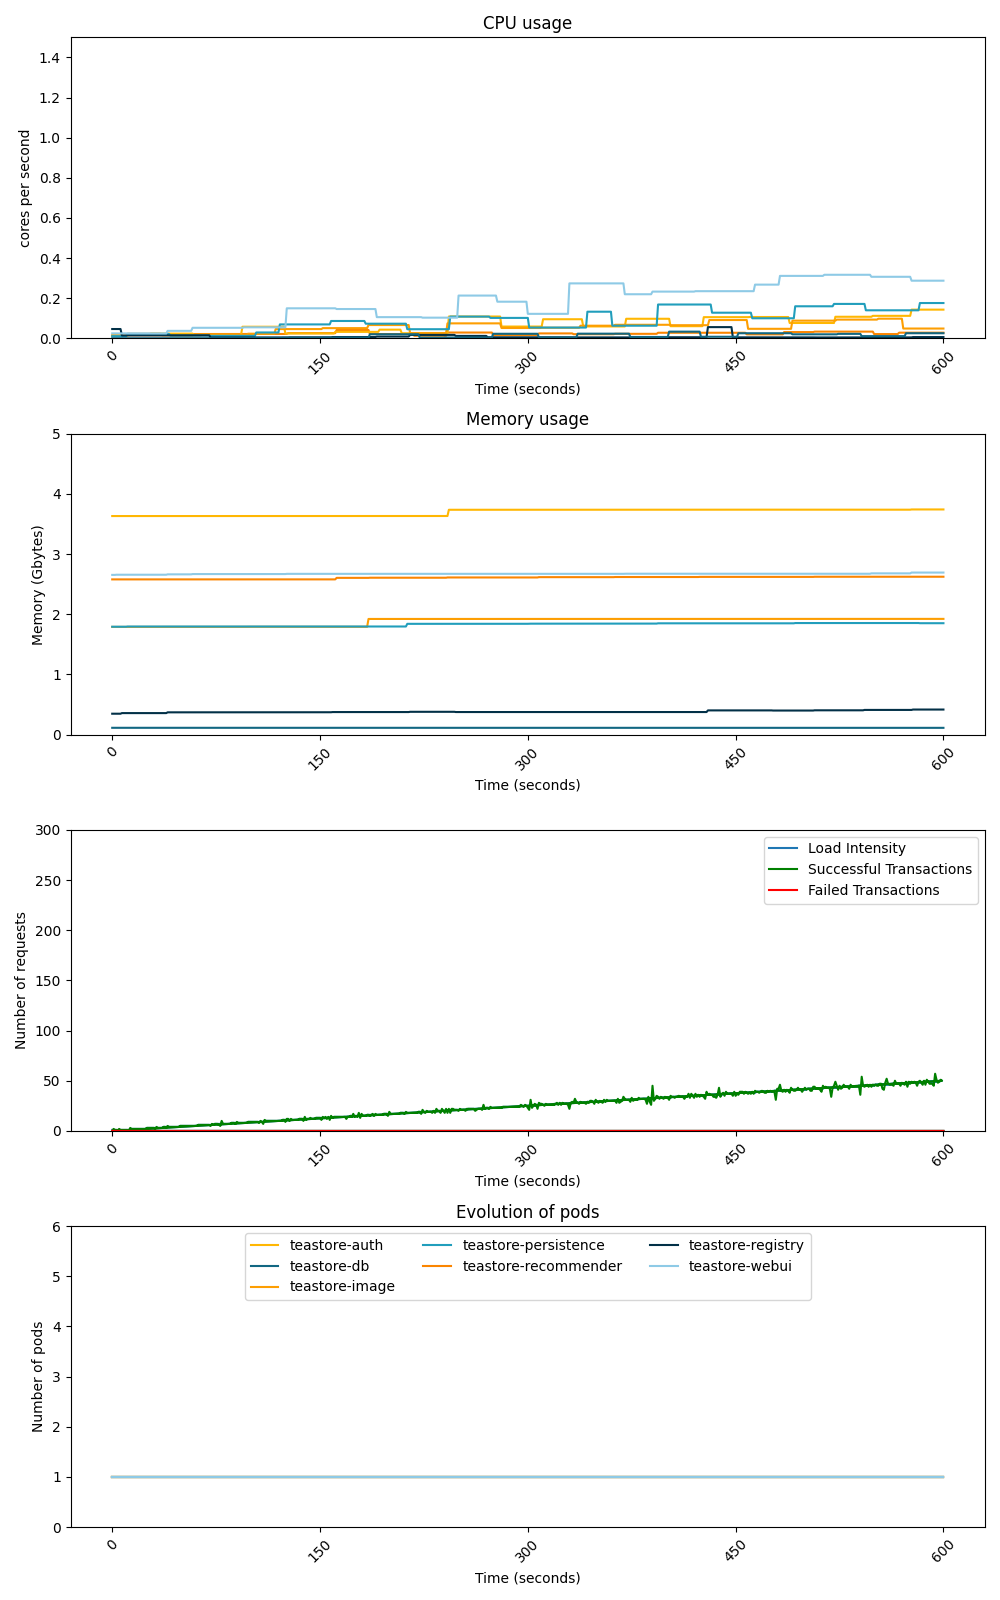 CPU usage
cores per second
1.4
1.2
1.0
0.8
0.6
0.4
0.2
0.0
0 150 300 450 600
Time (seconds)
Memory usage
Memory (Gbytes)
5
4
3
2
1
0
0 150 300 450 600
Time (seconds)
Number of requests
300
250
200
150
100
50
0
Load Intensity
Successful Transactions
Failed Transactions
0 150 300 450 600
Time (seconds)
Evolution of pods
Number of pods
6
5
4
3
2
1
0
teastore-auth teastore-persistence teastore-registry
teastore-db teastore-recommender teastore-webui
teastore-image
0 150 300 450 600
Time (seconds)